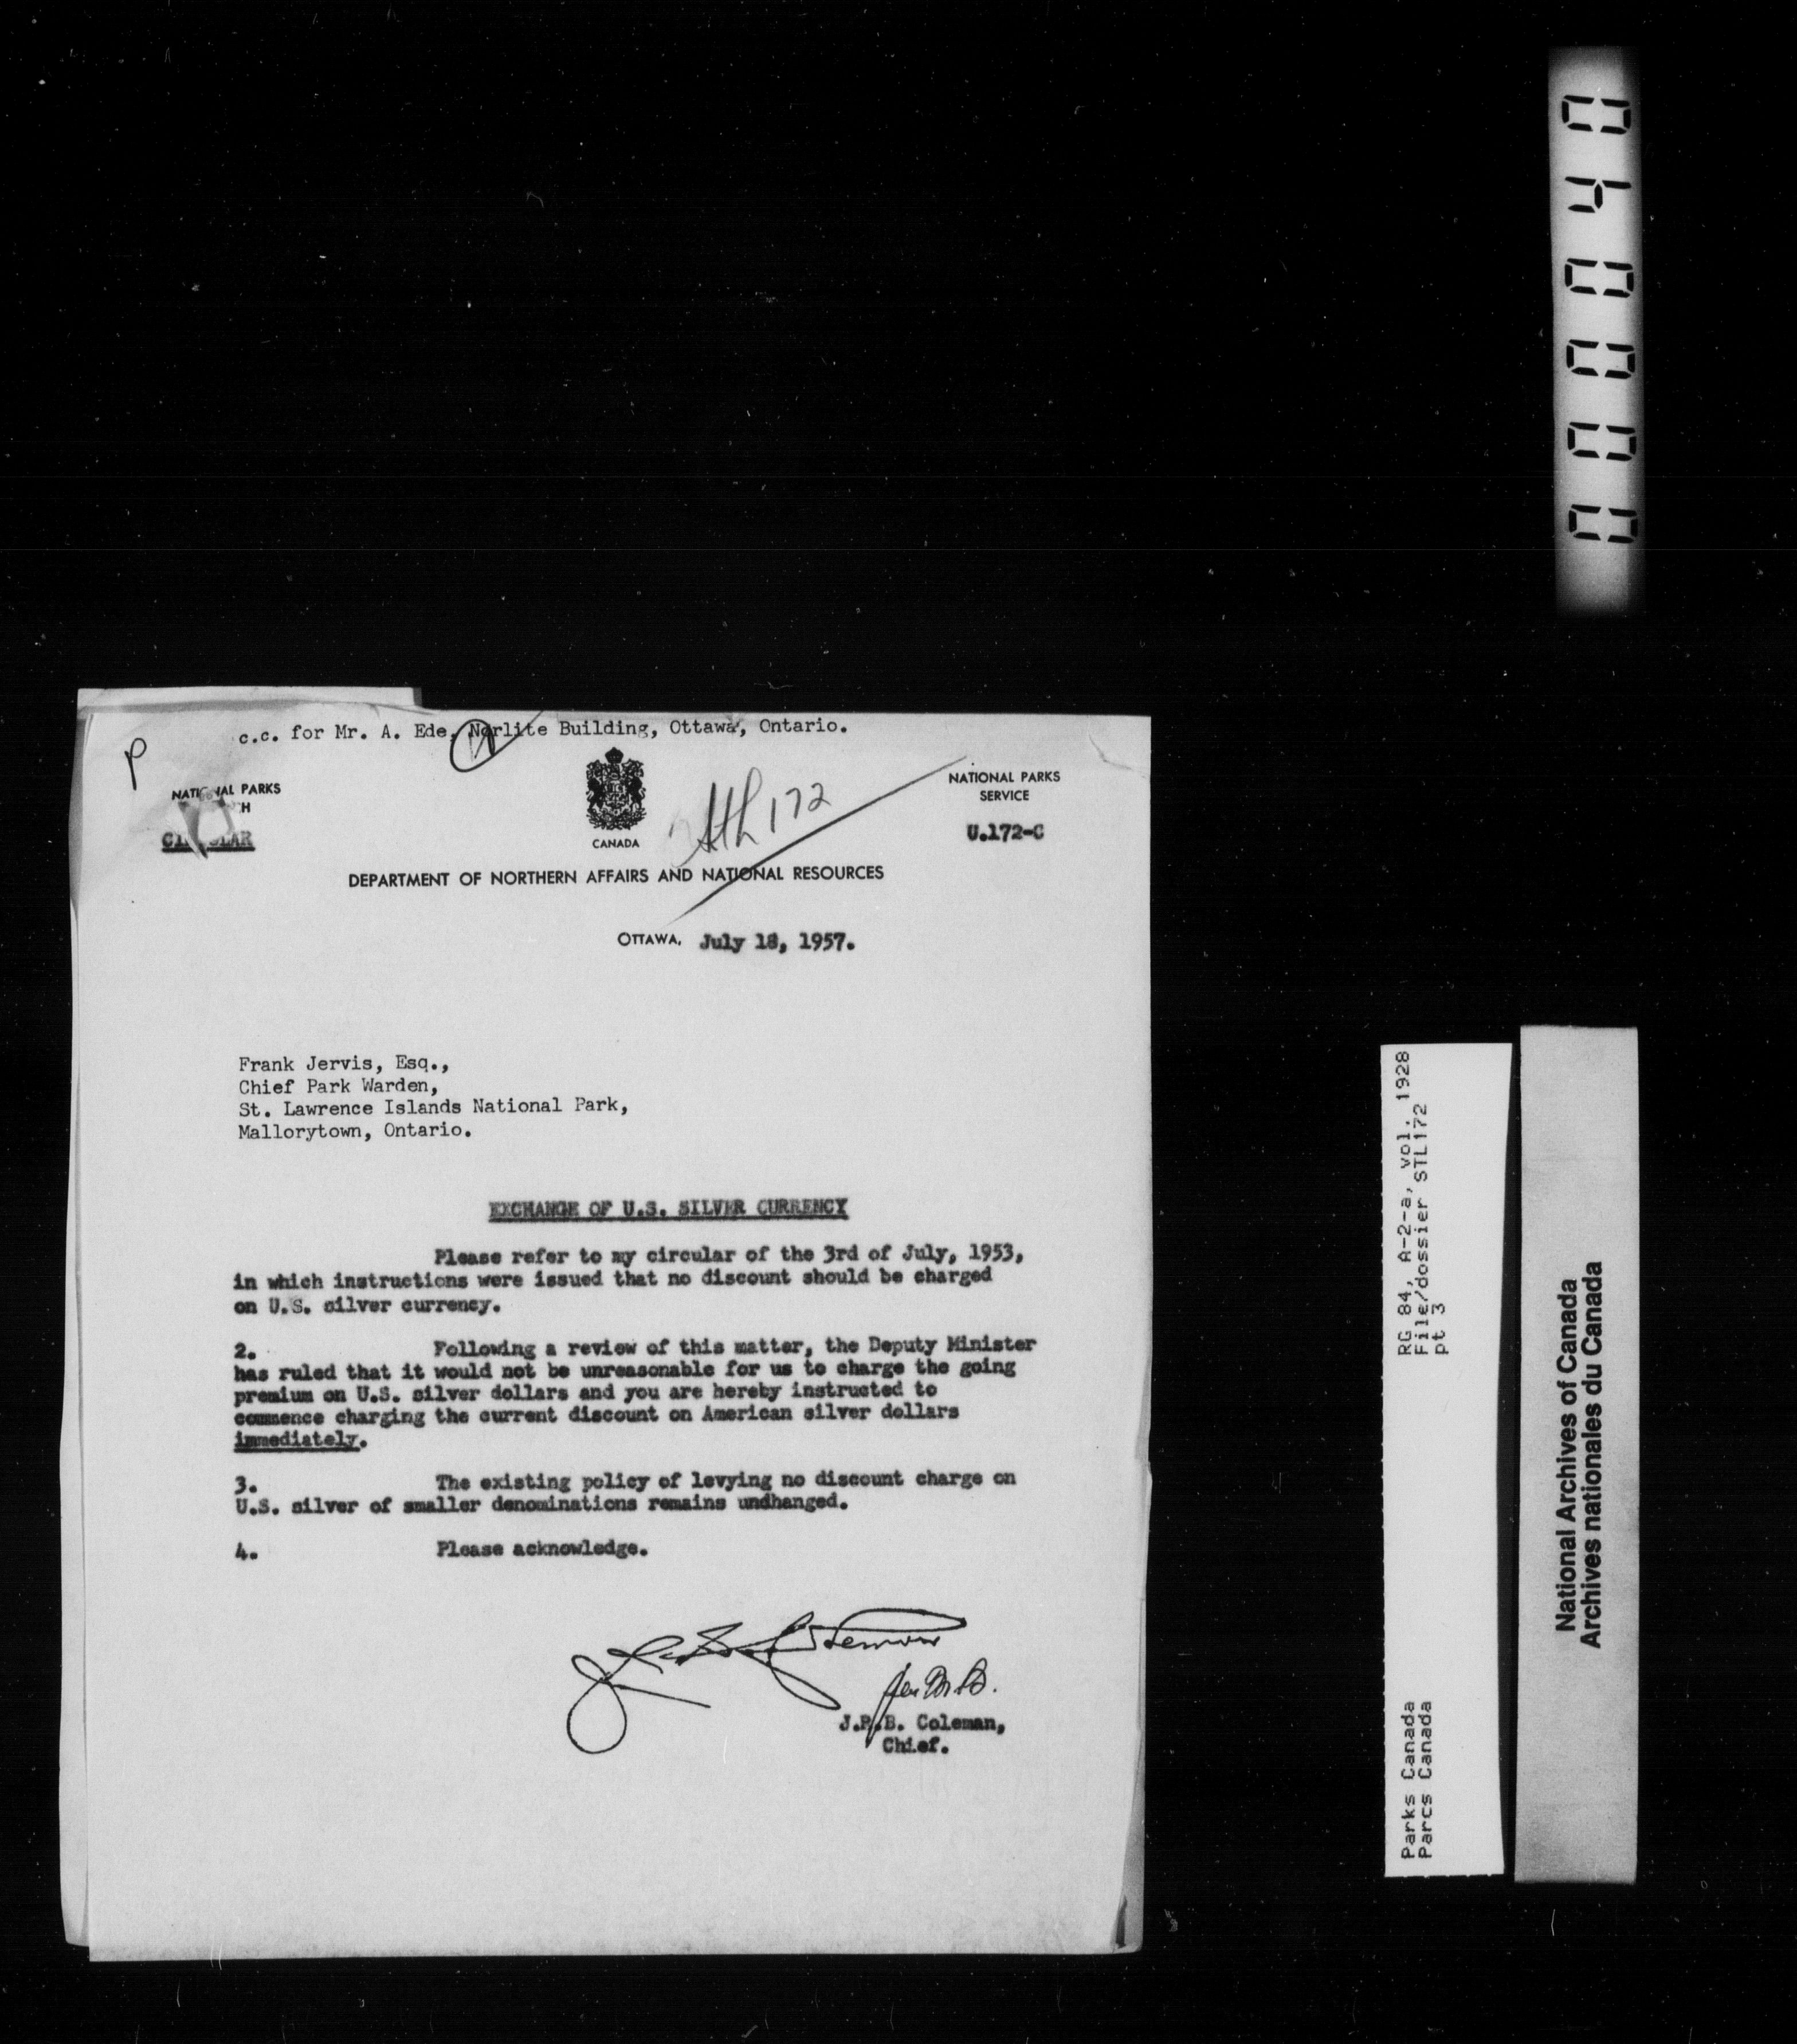 c.c. for Mr. A. Ede, Norlite Building, Ottawa, Ontario.
P
NATIONAL PARKS
CIRCULAR
CANADA
Stl 172
NATIONAL PARKS
SERVICE
U.172-C
DEPARTMENT OF NORTHERN AFFAIRS AND NATIONAL RESOURCES
OTTAWA, July 18, 1957.
Frank Jervis, Esq.,
Chief Park Warden,
St. Lawrence Islands National Park,
Mallorytown, Ontario.
EXCHANGE OF U.S. SILVER CURRENCY
Please refer to my circular of the 3rd of July, 1953,
in which instructions were issued that no discount should be charged
on U.S. silver currency.
2. Following a review of this matter, the Deputy Minister
has ruled that it would not be unreasonable for us to charge the going
premium on U.S. silver dollars and you are hereby instructed to
commence charging the current discount on American silver dollars
immediately.
3. The existing policy of levying no discount charge on
U.S. silver of smaller denominations remains undhanged.
4. Please acknowledge.
J.R.B. Coleman,
Chief.
000040
RG 84, A-2-a, vol. 1928
File/dossier STL172
pt 3
Parks Canada
Parcs Canada
National Archives of Canada
Archives nationales du Canada